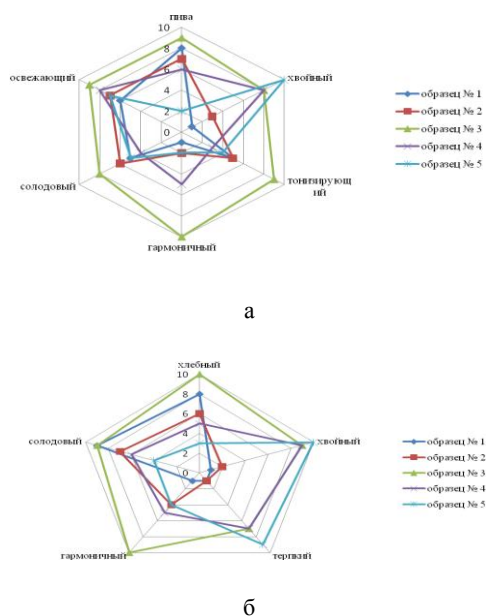 пива
10
8
6
4
2
0
хвойный
тонизирующ
ий
гармоничный
солодовый
освежающий
образец № 1
образец № 2
образец № 3
образец № 4
образец № 5
а
хлебный
10
8
6
4
2
0
хвойный
терпкий
гармоничный
солодовый
образец № 1
образец № 2
образец № 3
образец № 4
образец № 5
б